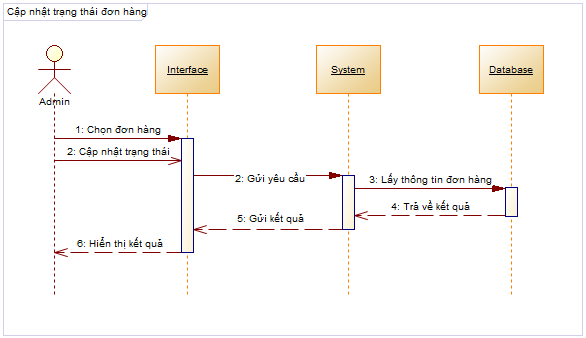 Cập nhật trạng thái đơn hàng
Interface
System
Database
Admin
1: Chọn đơn hàng
2: Cập nhật trạng thái
2: Gửi yêu cầu
3: Lấy thông tin đơn hàng
4: Trả về kết quả
5: Gửi kết quả
6: Hiển thị kết quả